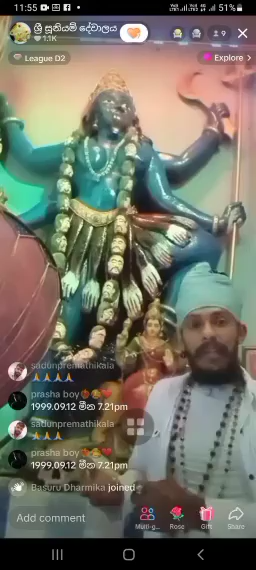 11:55
51%
ශ්‍රී සූනියම් දේවාලය
1.1K
9
League D2
Explore
sadunpremathikala
🙏🙏🙏🙏
prasha boy
1999.09.12 මීන 7.21pm
sadunpremathikala
🙏🙏🙏
prasha boy
1999.09.12 මීන 7.21pm
Basuru Dharmika joined
Add comment
Multi-g...
Rose
Gift
Share